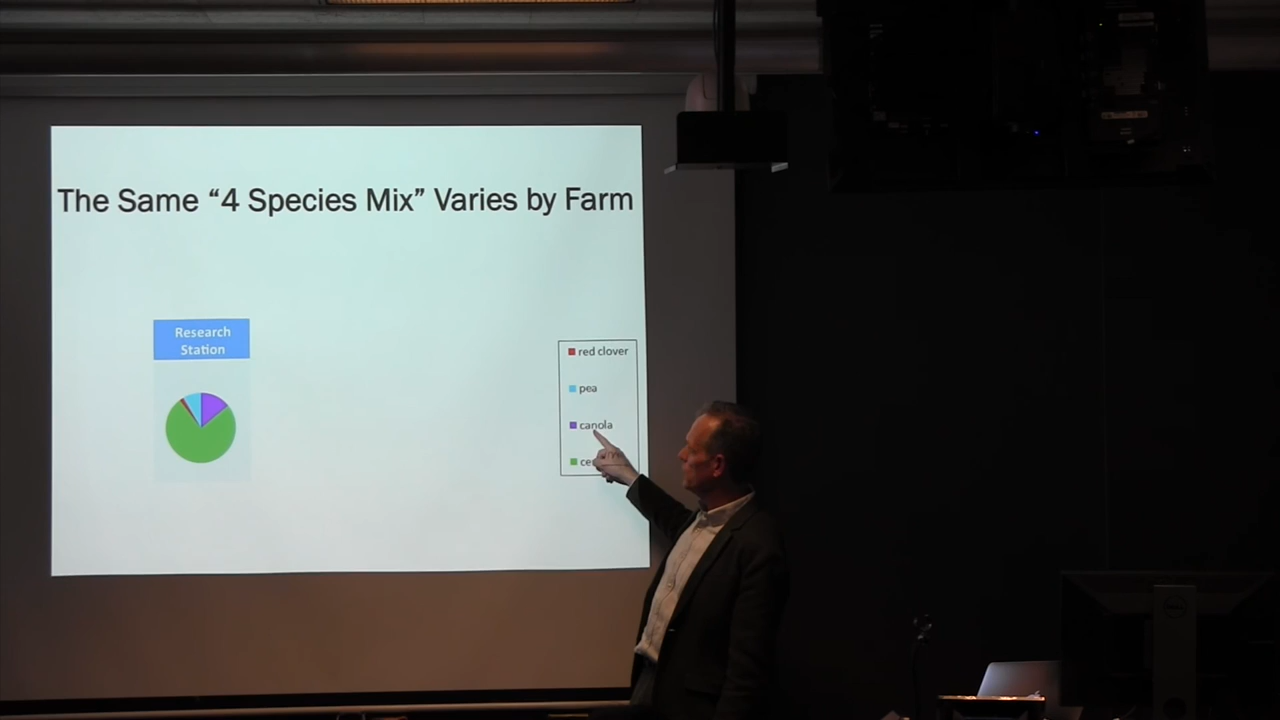 The Same “4 Species Mix” Varies by Farm
Research
Station
red clover
pea
canola